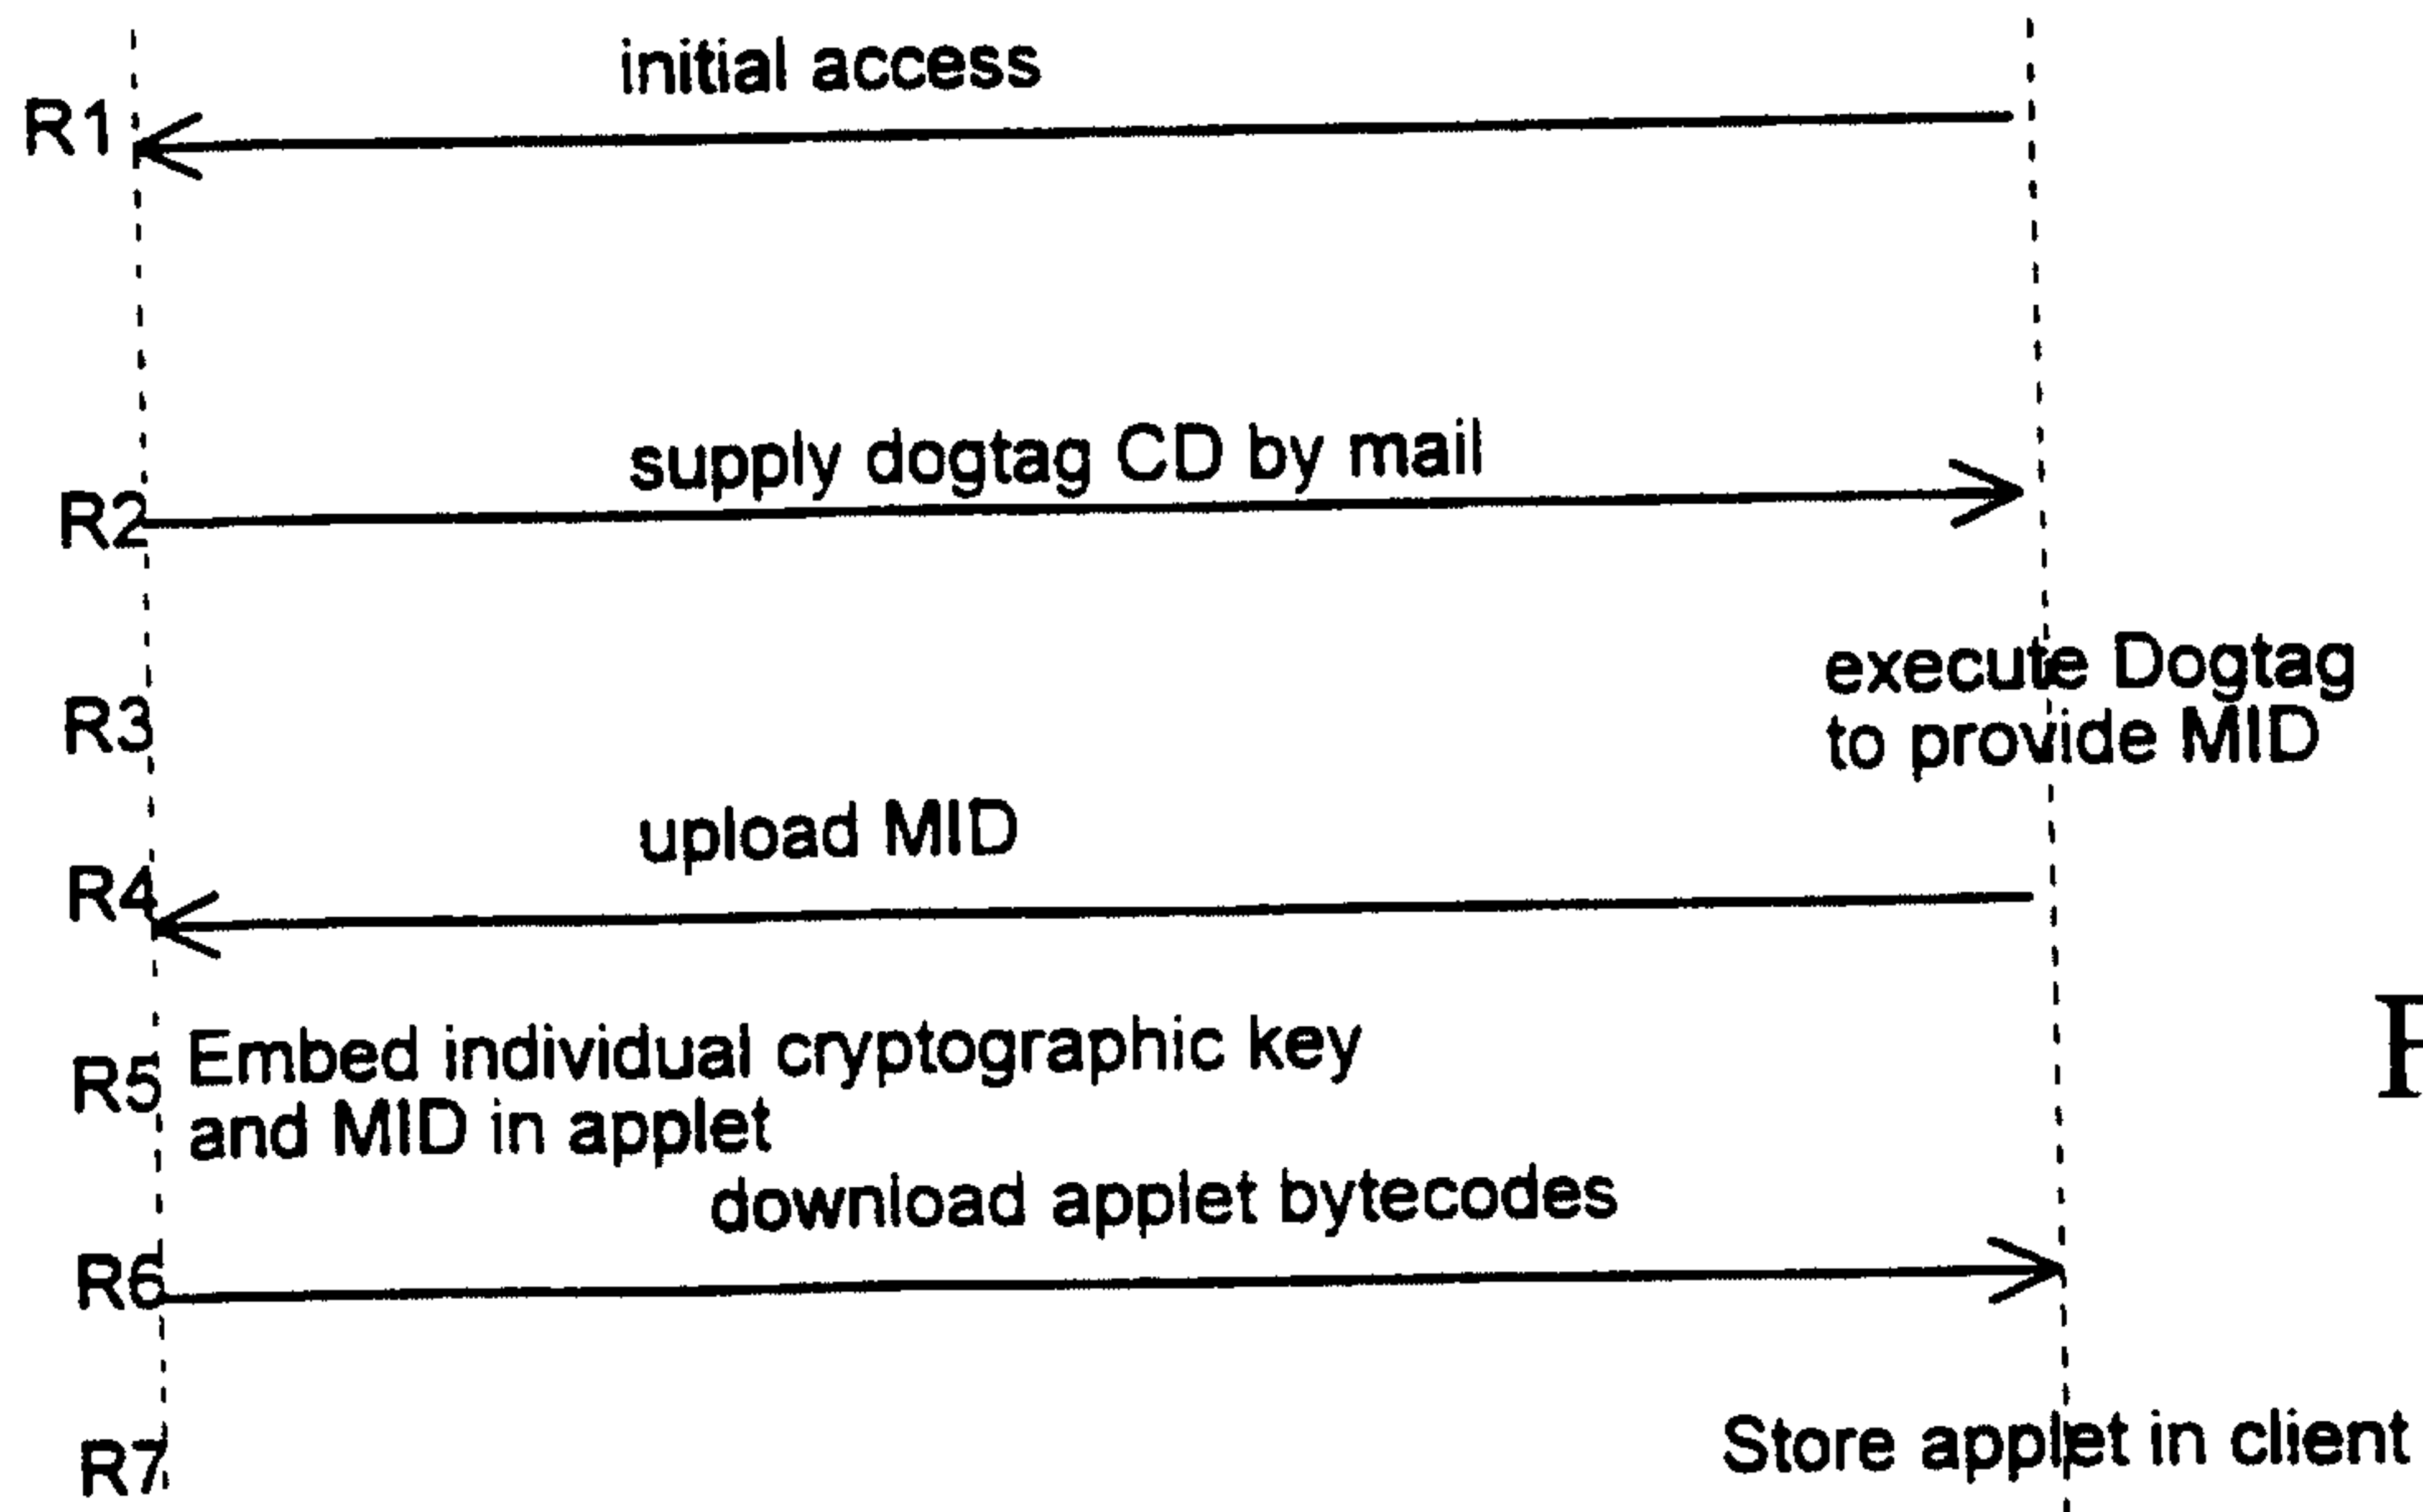 initial access
R1
supply dogtag CD by mail
R2
execute Dogtag
R3
to provide MID
upload MID
R4
R5 Embed individual cryptographic key
and MID in applet
download applet bytecodes
R6
R7 Store applet in client